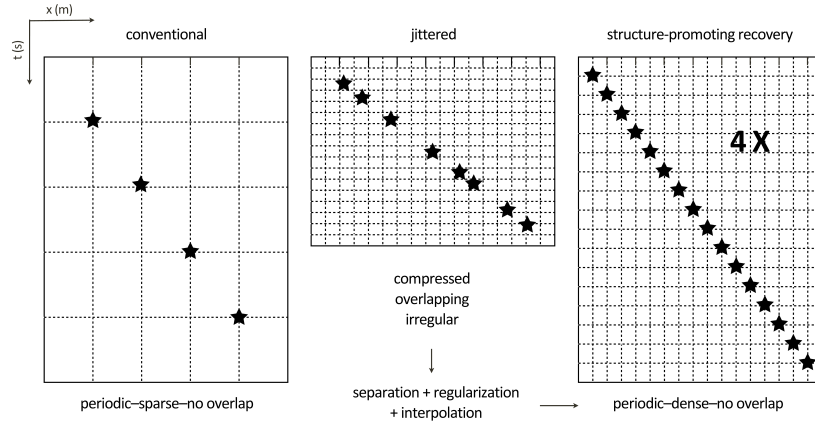 x (m)
t (s)
conventional
jittered
structure-promoting recovery
4 X
compressed
overlapping
irregular
separation + regularization
+ interpolation
periodic–sparse–no overlap
periodic–dense–no overlap